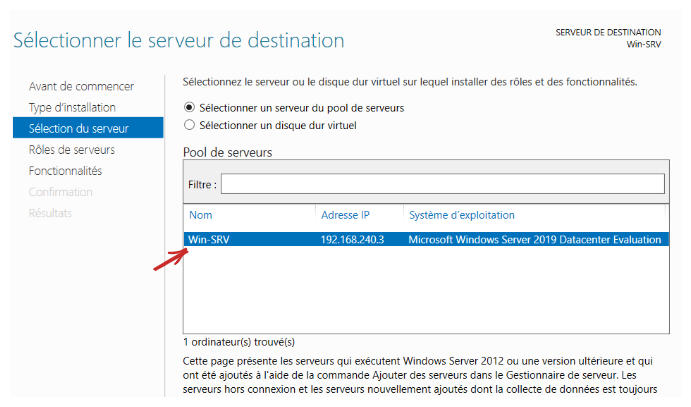 Sélectionner le serveur de destination
SERVEUR DE DESTINATION
Win-SRV
Avant de commencer
Type d'installation
Sélection du serveur
Rôles de serveurs
Fonctionnalités
Confirmation
Résultats
Sélectionnez le serveur ou le disque dur virtuel sur lequel installer des rôles et des fonctionnalités.
Sélectionner un serveur du pool de serveurs
Sélectionner un disque dur virtuel
Pool de serveurs
Filtre :
Nom Adresse IP Système d'exploitation
Win-SRV 192.168.240.3 Microsoft Windows Server 2019 Datacenter Evaluation
1 ordinateur(s) trouvé(s)
Cette page présente les serveurs qui exécutent Windows Server 2012 ou une version ultérieure et qui
ont été ajoutés à l'aide de la commande Ajouter des serveurs dans le Gestionnaire de serveur. Les
serveurs hors connexion et les serveurs nouvellement ajoutés dont la collecte de données est toujours